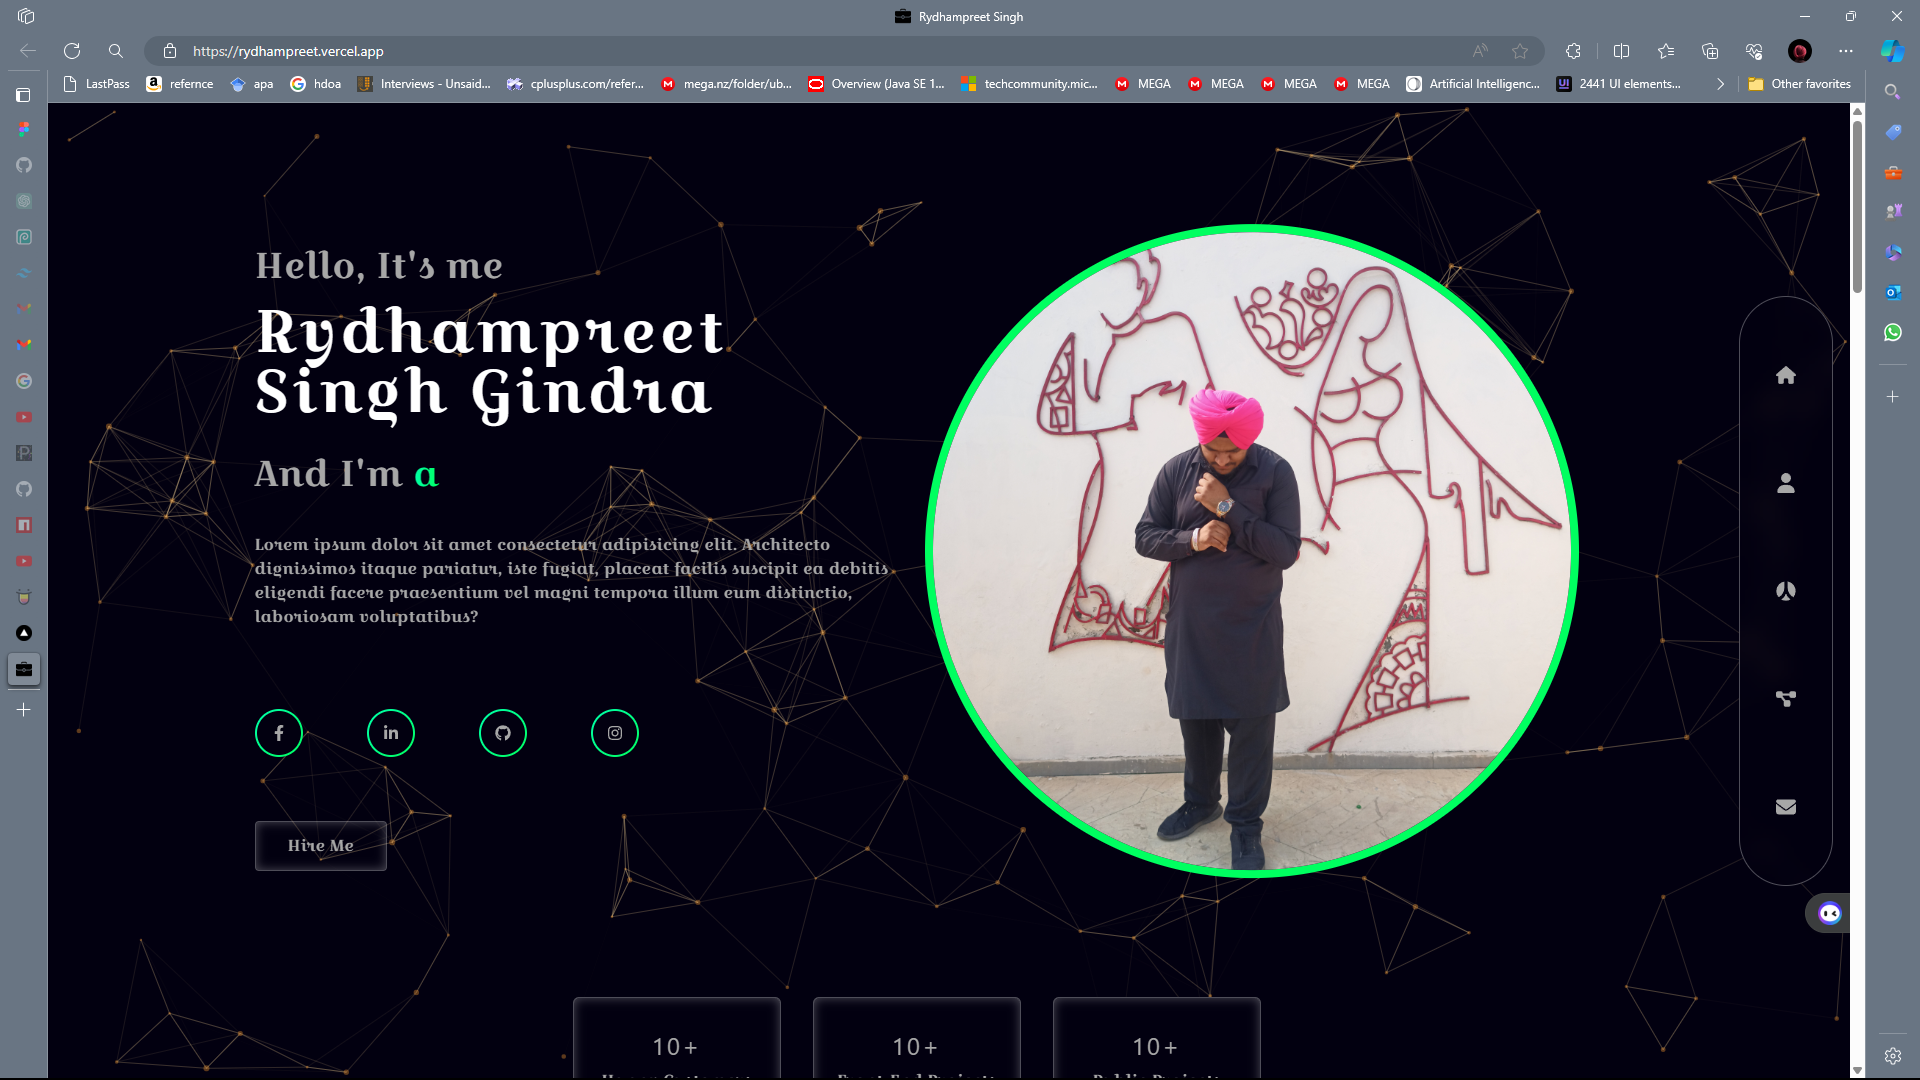 Rydhampreet Singh
https://rydhampreet.vercel.app
LastPass
refernce
apa
hdoa
Interviews - Unsaid...
cplusplus.com/refer...
mega.nz/folder/ub...
Overview (Java SE 1...
techcommunity.mic...
MEGA
MEGA
MEGA
MEGA
Artificial Intelligenc...
UI
2441 UI elements...
Other favorites
Hello, It's me
Rydhampreet
Singh Gindra
And I'm a
Lorem ipsum dolor sit amet consectetur adipisicing elit. Architecto
dignissimos itaque pariatur, iste fugiat, placeat facilis suscipit ea debitis
eligendi facere praesentium vel magni tempora illum eum distinctio,
laboriosam voluptatibus?
Hire Me
10+
10+
10+